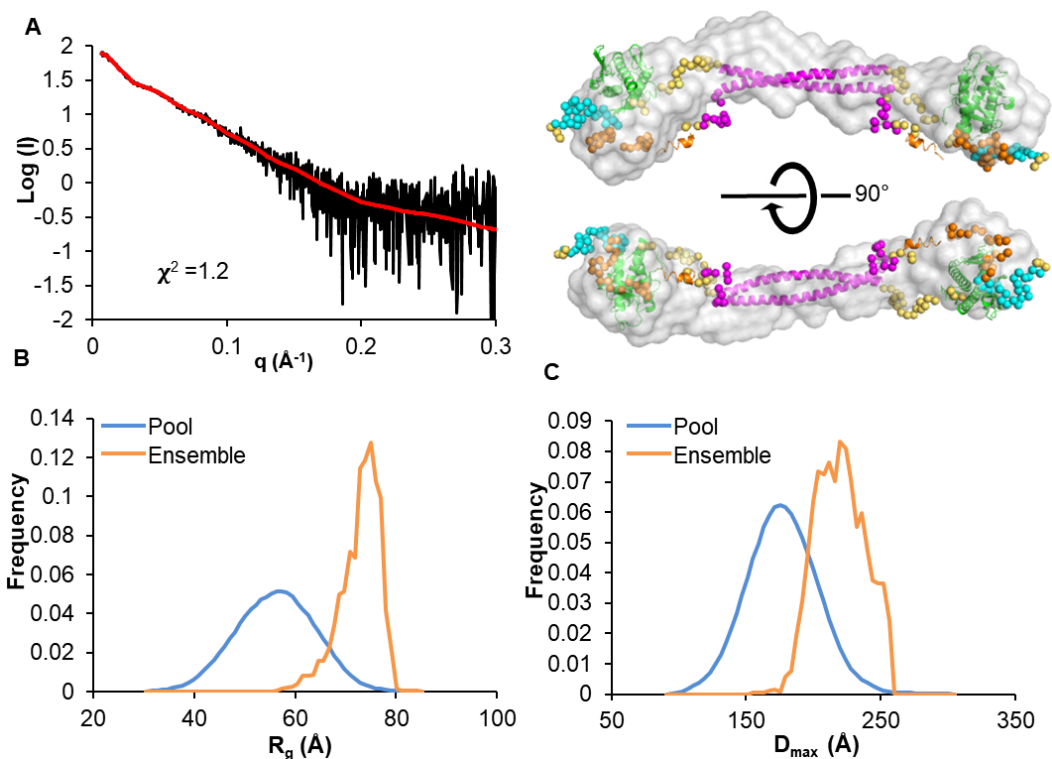 A
2
1.5
1
0.5
0
-0.5
-1
-1.5
-2
Log (I)
χ² =1.2
0
0.1
0.2
0.3
q (Å⁻¹)
90°
B
0.14
0.12
0.1
0.08
0.06
0.04
0.02
0
Frequency
Pool
Ensemble
20
40
60
80
100
Rg (Å)
C
0.09
0.08
0.07
0.06
0.05
0.04
0.03
0.02
0.01
0
Frequency
Pool
Ensemble
50
150
250
350
Dmax (Å)